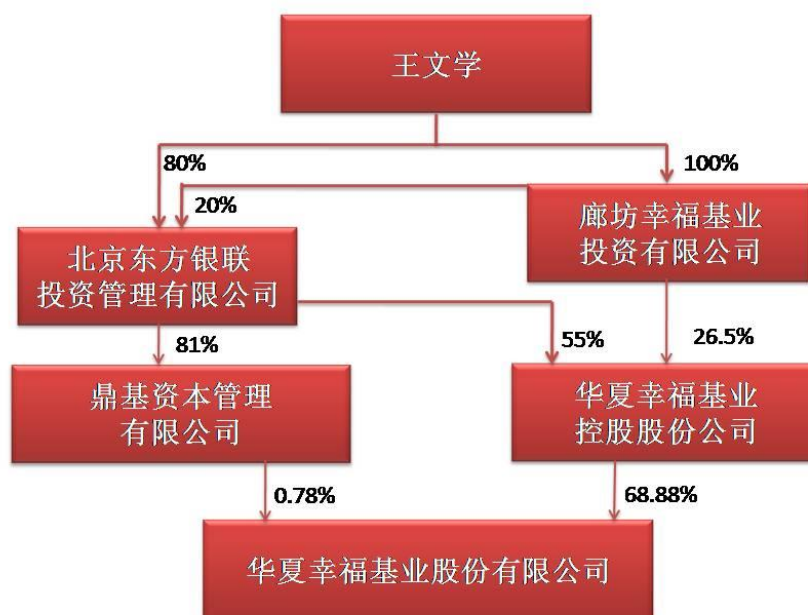 王文学
80%
100%
20%
廊坊幸福基业
投资有限公司
北京东方银联
投资管理有限公司
81%
55%
26.5%
鼎基资本管理
有限公司
华夏幸福基业
控股股份公司
0.78%
68.88%
华夏幸福基业股份有限公司